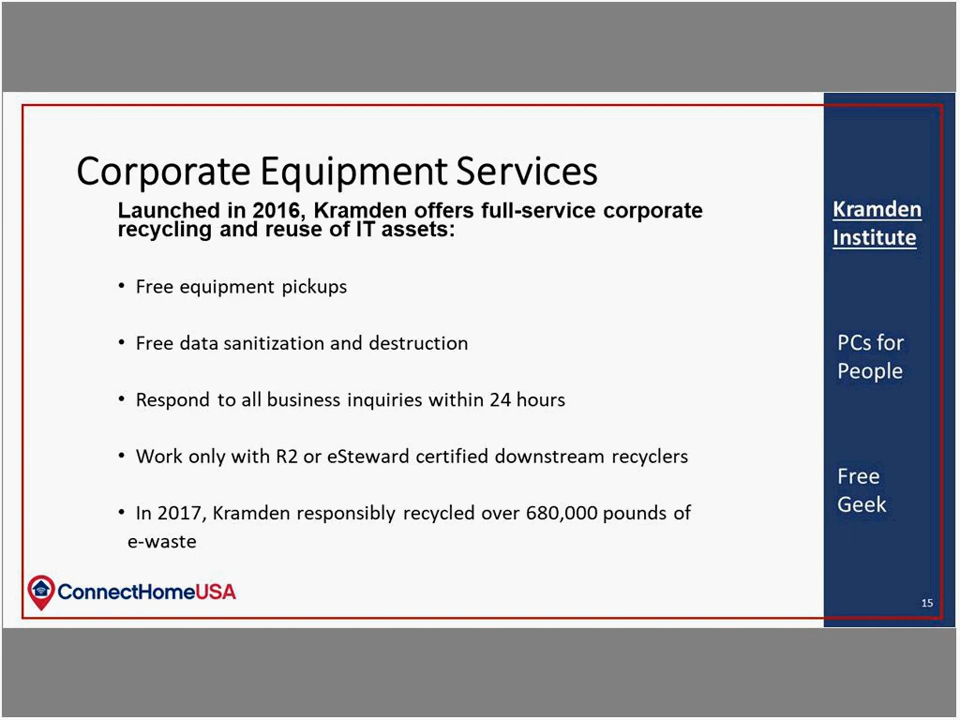 Corporate Equipment Services
Launched in 2016, Kramden offers full-service corporate
recycling and reuse of IT assets:
• Free equipment pickups
• Free data sanitization and destruction
• Respond to all business inquiries within 24 hours
• Work only with R2 or eSteward certified downstream recyclers
• In 2017, Kramden responsibly recycled over 680,000 pounds of
e-waste
Kramden
Institute
PCs for
People
Free
Geek
ConnectHomeUSA
15